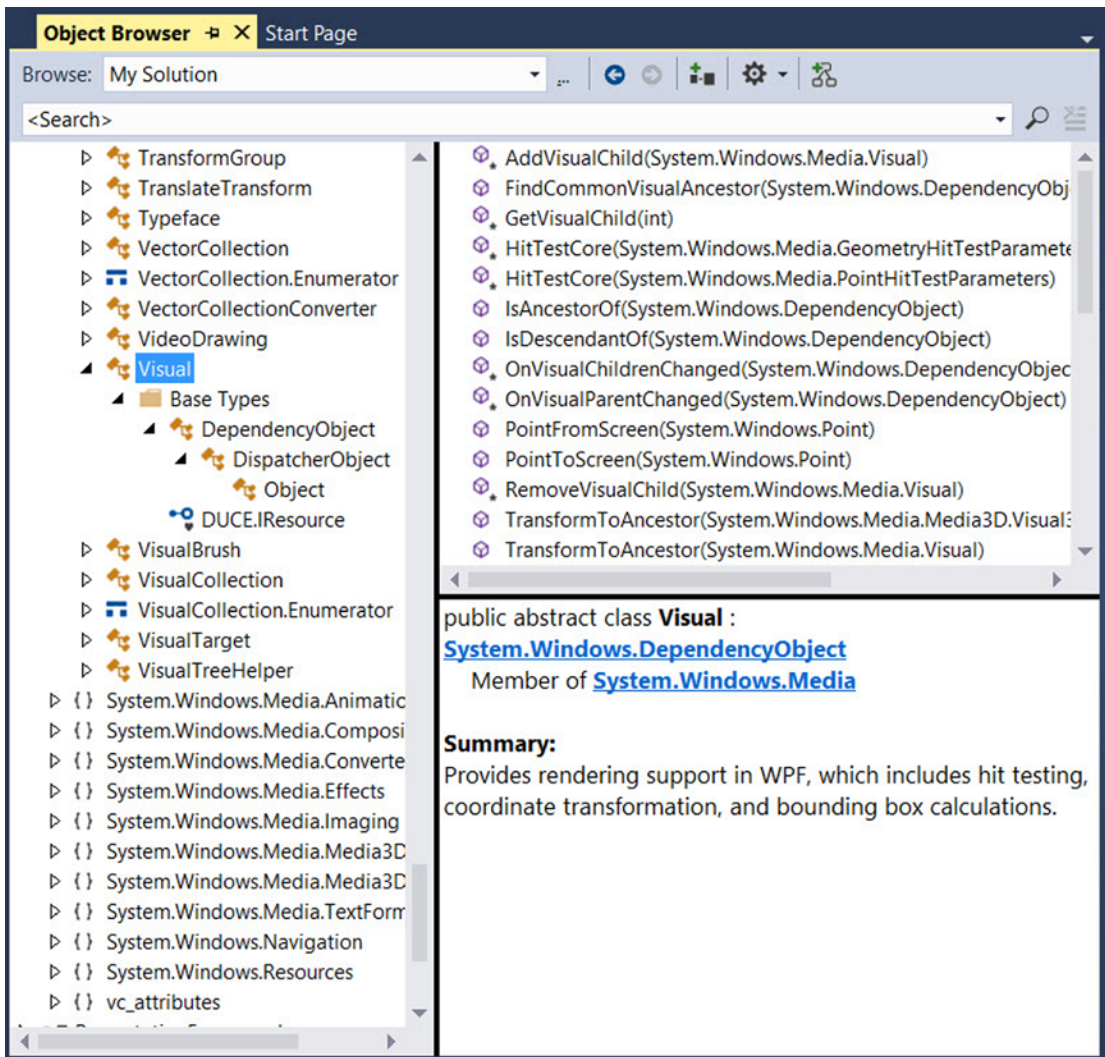 Object Browser
Start Page
Browse: My Solution
<Search>
TransformGroup
TranslateTransform
Typeface
VectorCollection
VectorCollection.Enumerator
VectorCollectionConverter
VideoDrawing
Visual
Base Types
DependencyObject
DispatcherObject
Object
DUCE.IResource
VisualBrush
VisualCollection
VisualCollection.Enumerator
VisualTarget
VisualTreeHelper
{ } System.Windows.Media.Animatic
{ } System.Windows.Media.Composi
{ } System.Windows.Media.Converte
{ } System.Windows.Media.Effects
{ } System.Windows.Media.Imaging
{ } System.Windows.Media.Media3D
{ } System.Windows.Media.Media3D
{ } System.Windows.Media.TextForm
{ } System.Windows.Navigation
{ } System.Windows.Resources
{ } vc_attributes
AddVisualChild(System.Windows.Media.Visual)
FindCommonVisualAncestor(System.Windows.DependencyObj
GetVisualChild(int)
HitTestCore(System.Windows.Media.GeometryHitTestParamete
HitTestCore(System.Windows.Media.PointHitTestParameters)
IsAncestorOf(System.Windows.DependencyObject)
IsDescendantOf(System.Windows.DependencyObject)
OnVisualChildrenChanged(System.Windows.DependencyObjec
OnVisualParentChanged(System.Windows.DependencyObject)
PointFromScreen(System.Windows.Point)
PointToScreen(System.Windows.Point)
RemoveVisualChild(System.Windows.Media.Visual)
TransformToAncestor(System.Windows.Media.Media3D.Visual3
TransformToAncestor(System.Windows.Media.Visual)
public abstract class Visual :
System.Windows.DependencyObject
Member of System.Windows.Media
Summary:
Provides rendering support in WPF, which includes hit testing,
coordinate transformation, and bounding box calculations.